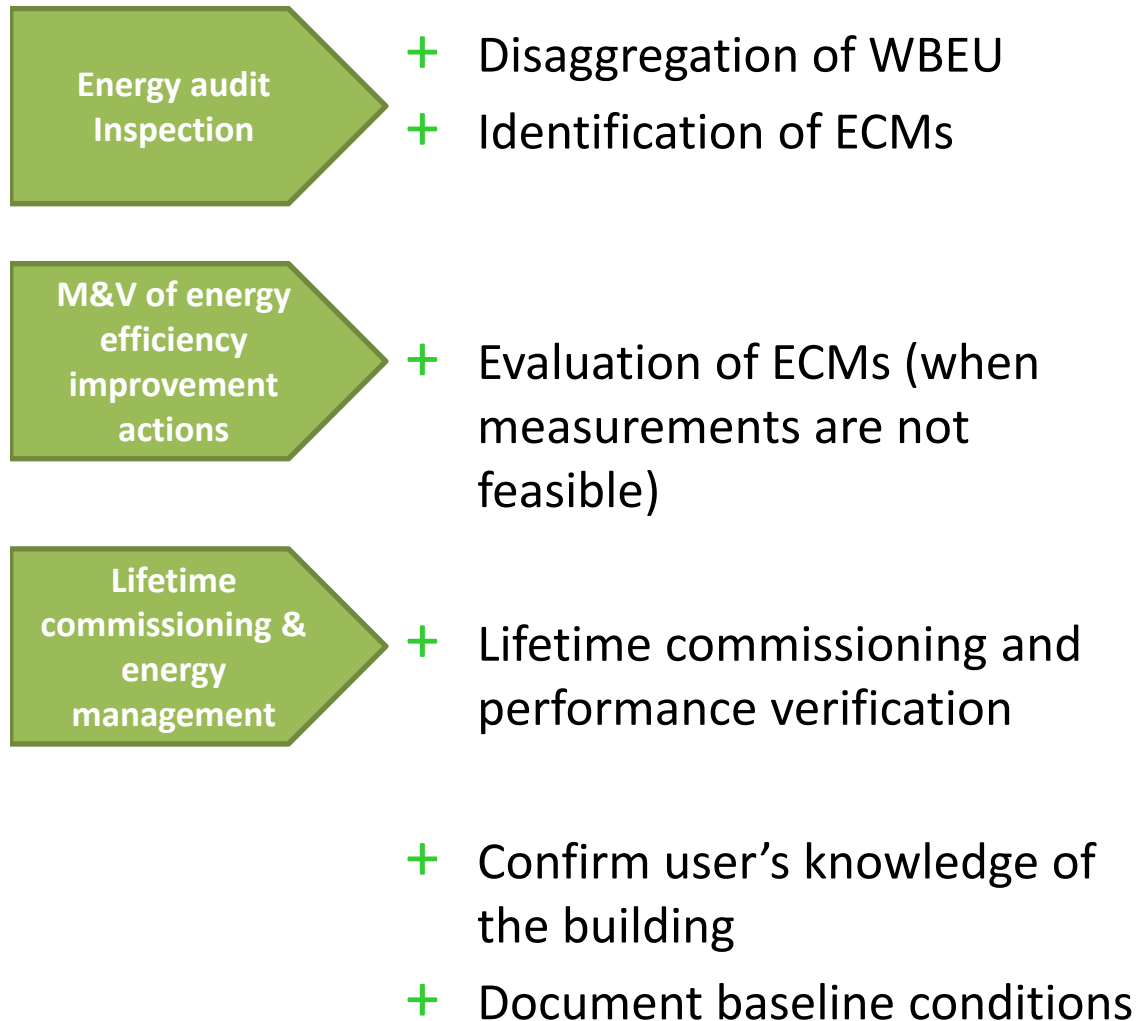 Energy audit
Inspection
+ Disaggregation of WBEU
+ Identification of ECMs
M&V of energy
efficiency
improvement
actions
+ Evaluation of ECMs (when
measurements are not
feasible)
Lifetime
commissioning &
energy
management
+ Lifetime commissioning and
performance verification
+ Confirm user’s knowledge of
the building
+ Document baseline conditions